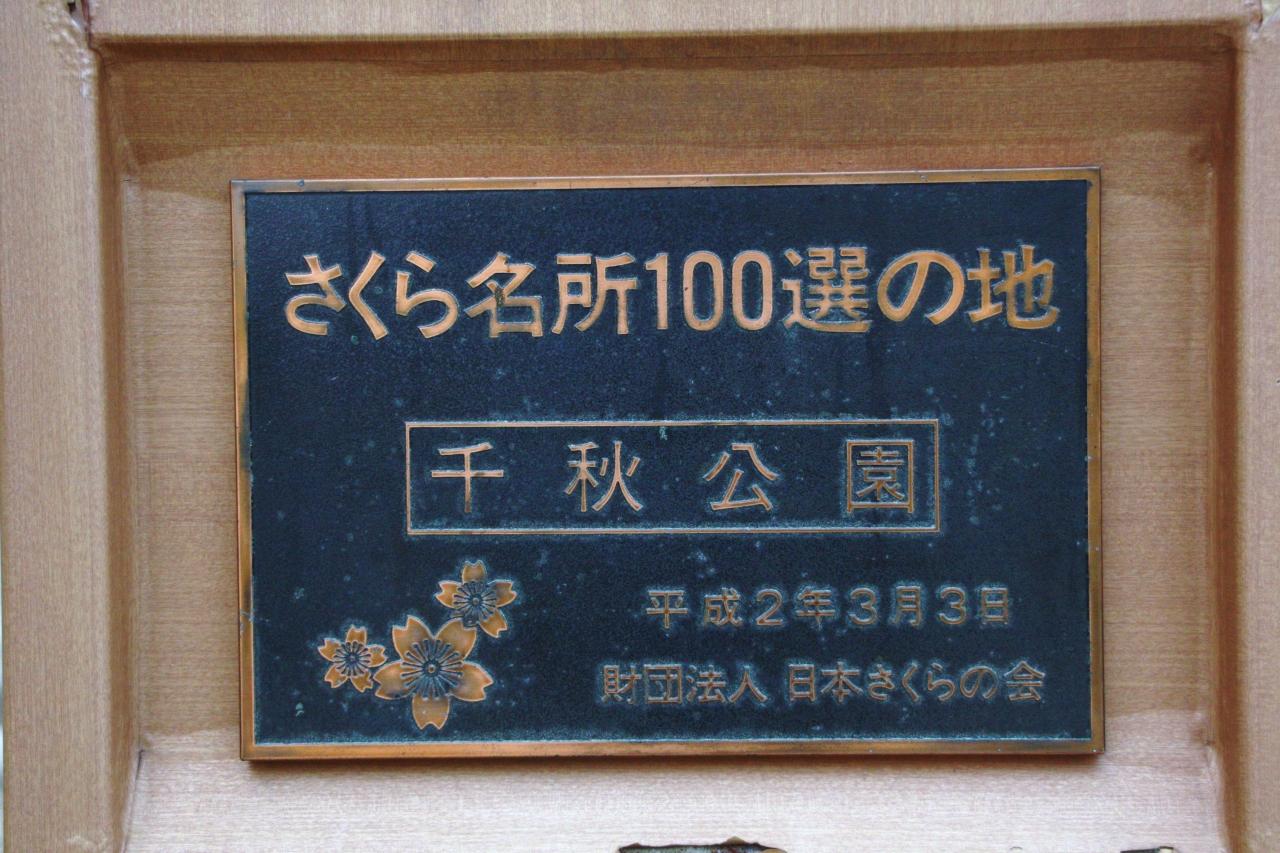 さくら名所100選の地
千秋公園
平成2年3月3日
財団法人 日本さくらの会